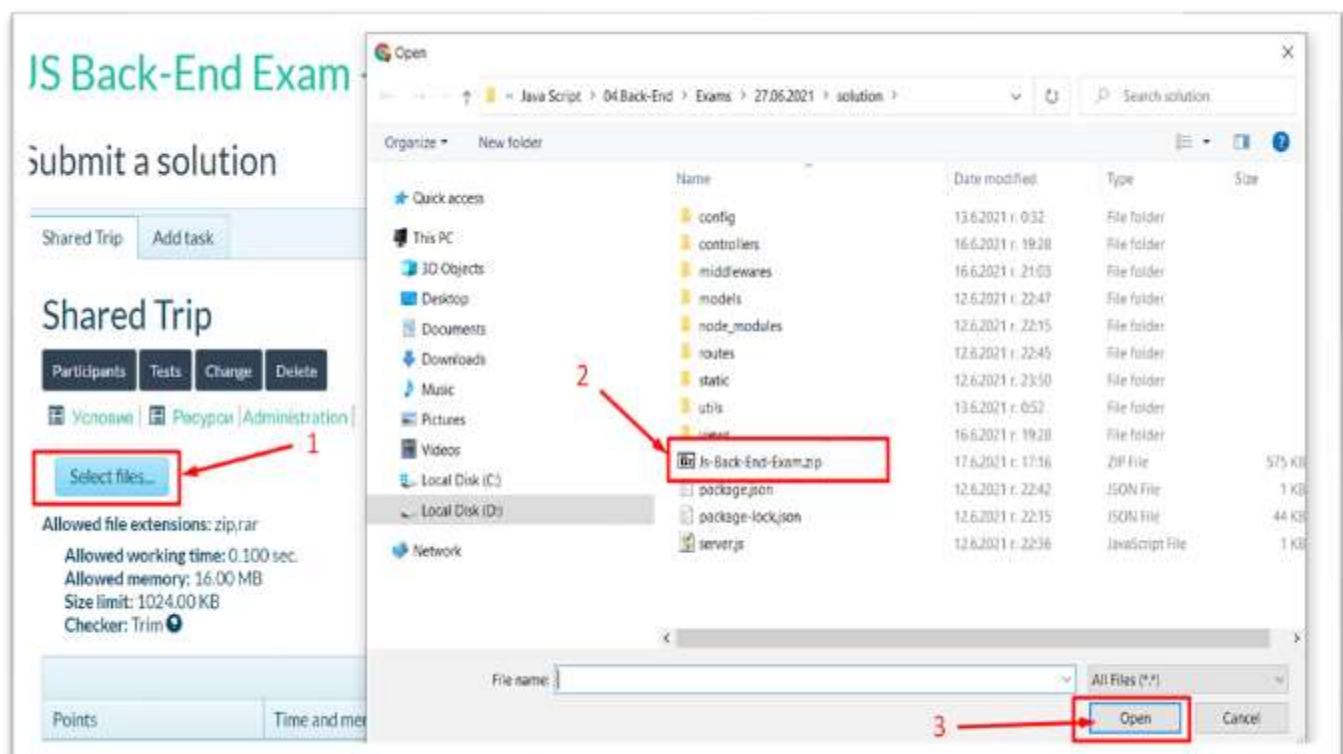 JS Back-End Exam -
Submit a solution
Shared Trip
Add task
Shared Trip
Participants
Tests
Change
Delete
Условие | Ресурси |Administration|
1
Select files...
Allowed file extensions: zip,rar
Allowed working time: 0.100 sec.
Allowed memory: 16.00 MB
Size limit: 1024.00 KB
Checker: Trim
Points
Time and mer
Open
« Java Script > 04.Back-End > Exams > 27.06.2021 > solution >
Search solution
Organize
New folder
Quick access
This PC
3D Objects
Desktop
Documents
Downloads
Music
Pictures
Videos
Local Disk (C:)
Local Disk (D:)
Network
Name Date modified Type Size
config 13.6.2021 г. 0:32 File folder
controllers 16.6.2021 г. 19:28 File folder
middlewares 16.6.2021 г. 21:03 File folder
models 12.6.2021 г. 22:47 File folder
node_modules 12.6.2021 г. 22:15 File folder
routes 12.6.2021 г. 22:45 File folder
static 12.6.2021 г. 23:50 File folder
utils 13.6.2021 г. 0:52 File folder
views 16.6.2021 г. 19:28 File folder
2
Js-Back-End-Exam.zip 17.6.2021 г. 17:16 ZIP File 575 KB
package.json 12.6.2021 г. 22:42 JSON File 1 KB
package-lock.json 12.6.2021 г. 22:15 JSON File 44 KB
server.js 12.6.2021 г. 22:36 JavaScript File 1 KB
File name:
All Files (*.*)
3
Open
Cancel